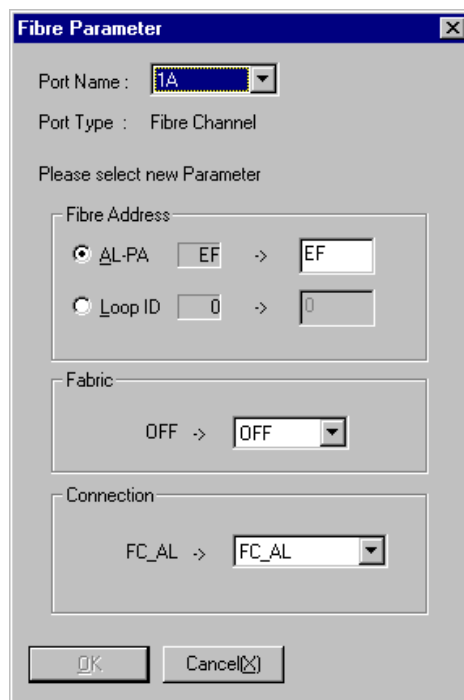 Fibre Parameter
Port Name : 1A
Port Type : Fibre Channel
Please select new Parameter
Fibre Address
AL-PA EF -> EF
Loop ID 0 -> 0
Fabric
OFF -> OFF
Connection
FC_AL -> FC_AL
OK Cancel(X)